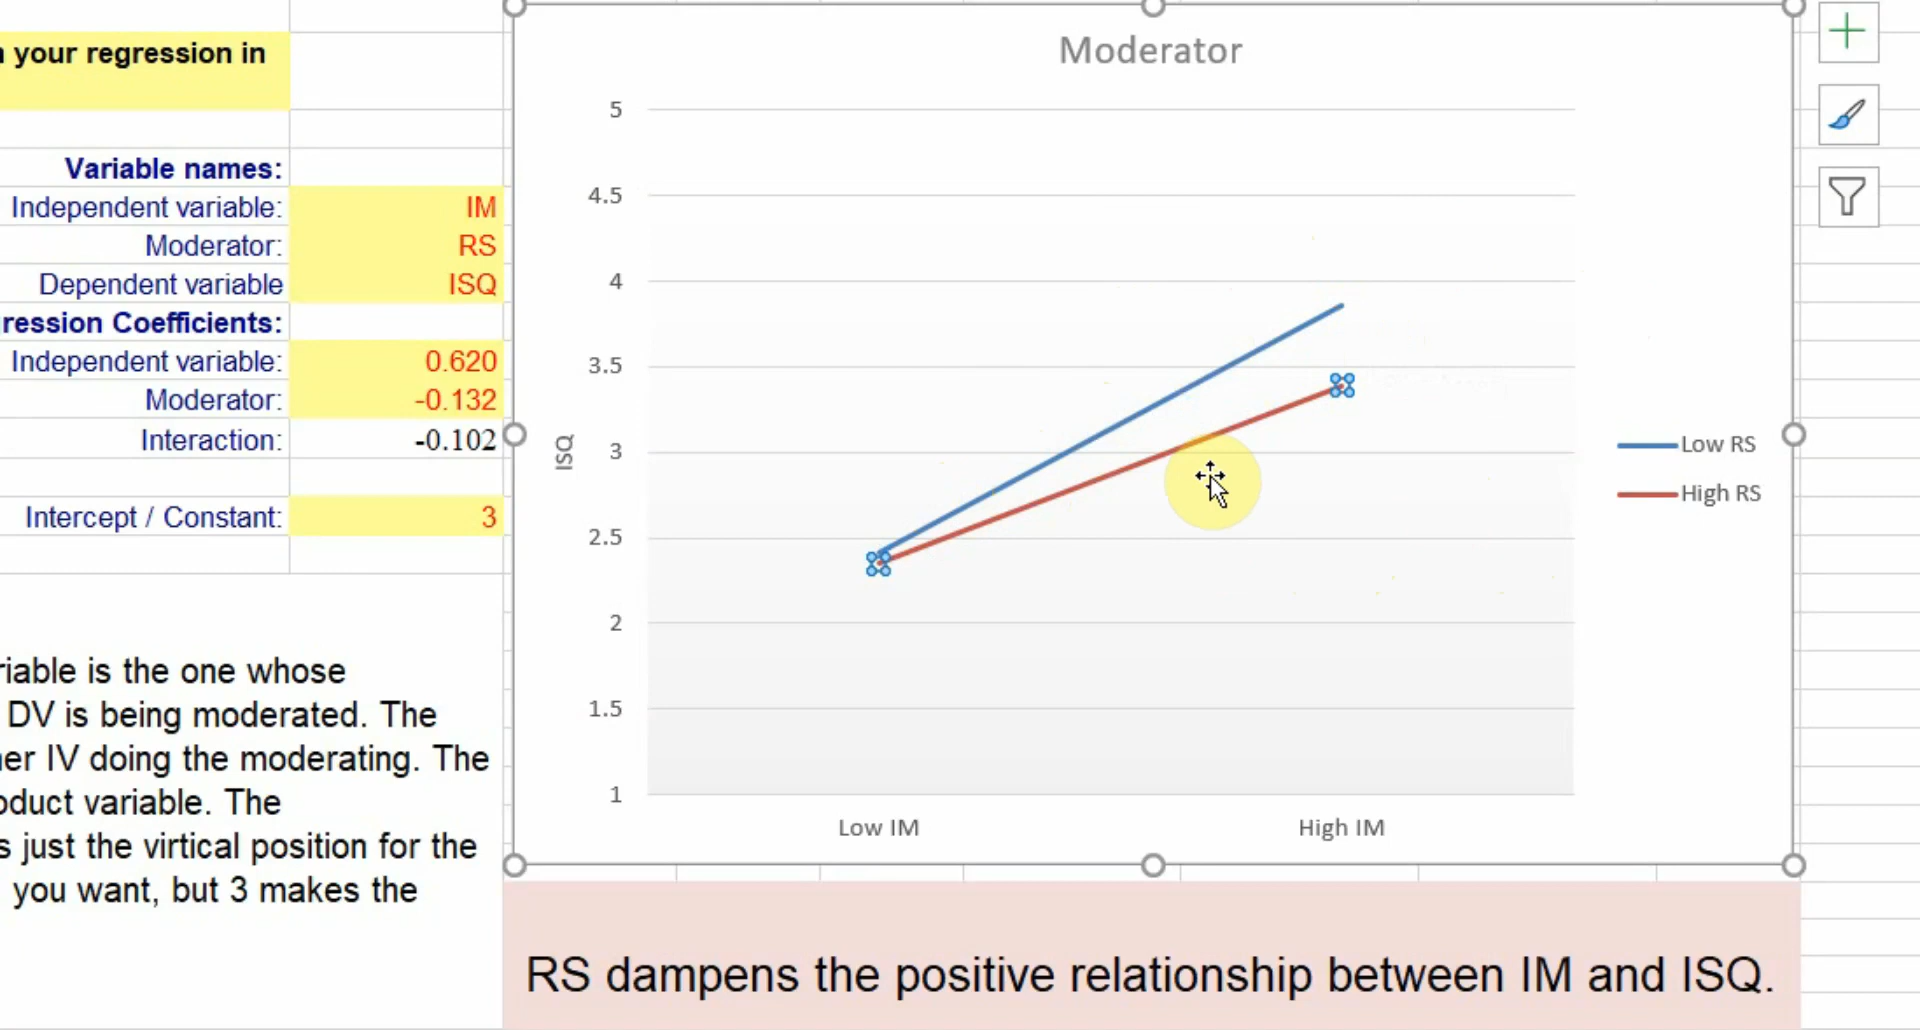 your regression in
Variable names:
Independent variable: IM
Moderator: RS
Dependent variable ISQ
ression Coefficients:
Independent variable: 0.620
Moderator: -0.132
Interaction: -0.102
Intercept / Constant: 3
riable is the one whose
DV is being moderated. The
er IV doing the moderating. The
oduct variable. The
s just the virtical position for the
you want, but 3 makes the
Moderator
5
4.5
4
3.5
3
2.5
2
1.5
1
ISQ
Low IM High IM
Low RS
High RS
RS dampens the positive relationship between IM and ISQ.